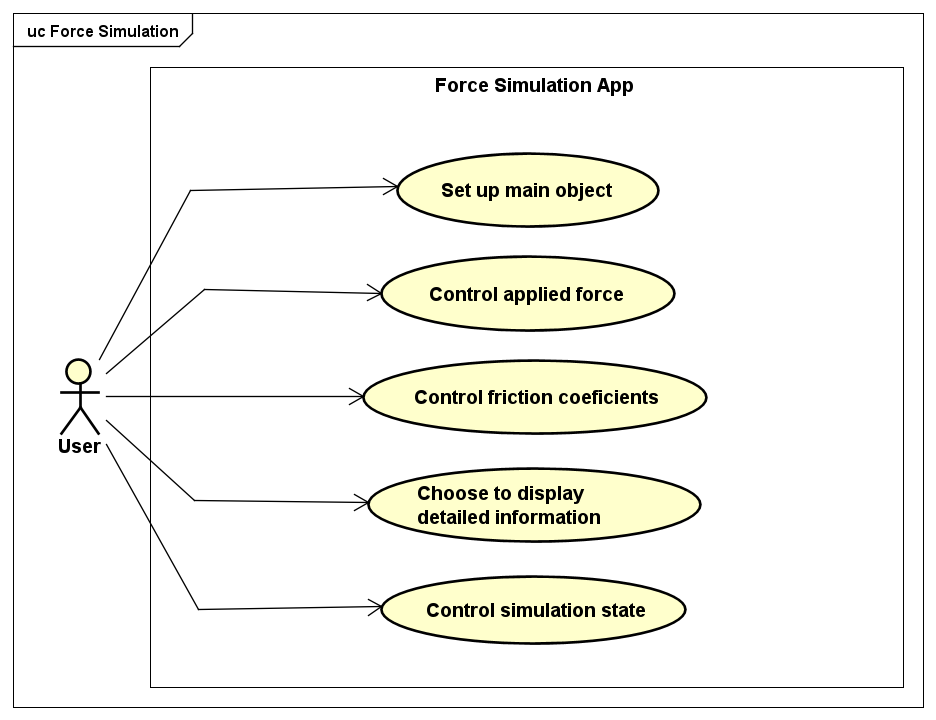 uc Force Simulation
Force Simulation App
Set up main object
Control applied force
Control friction coeficients
User
Choose to display
detailed information
Control simulation state